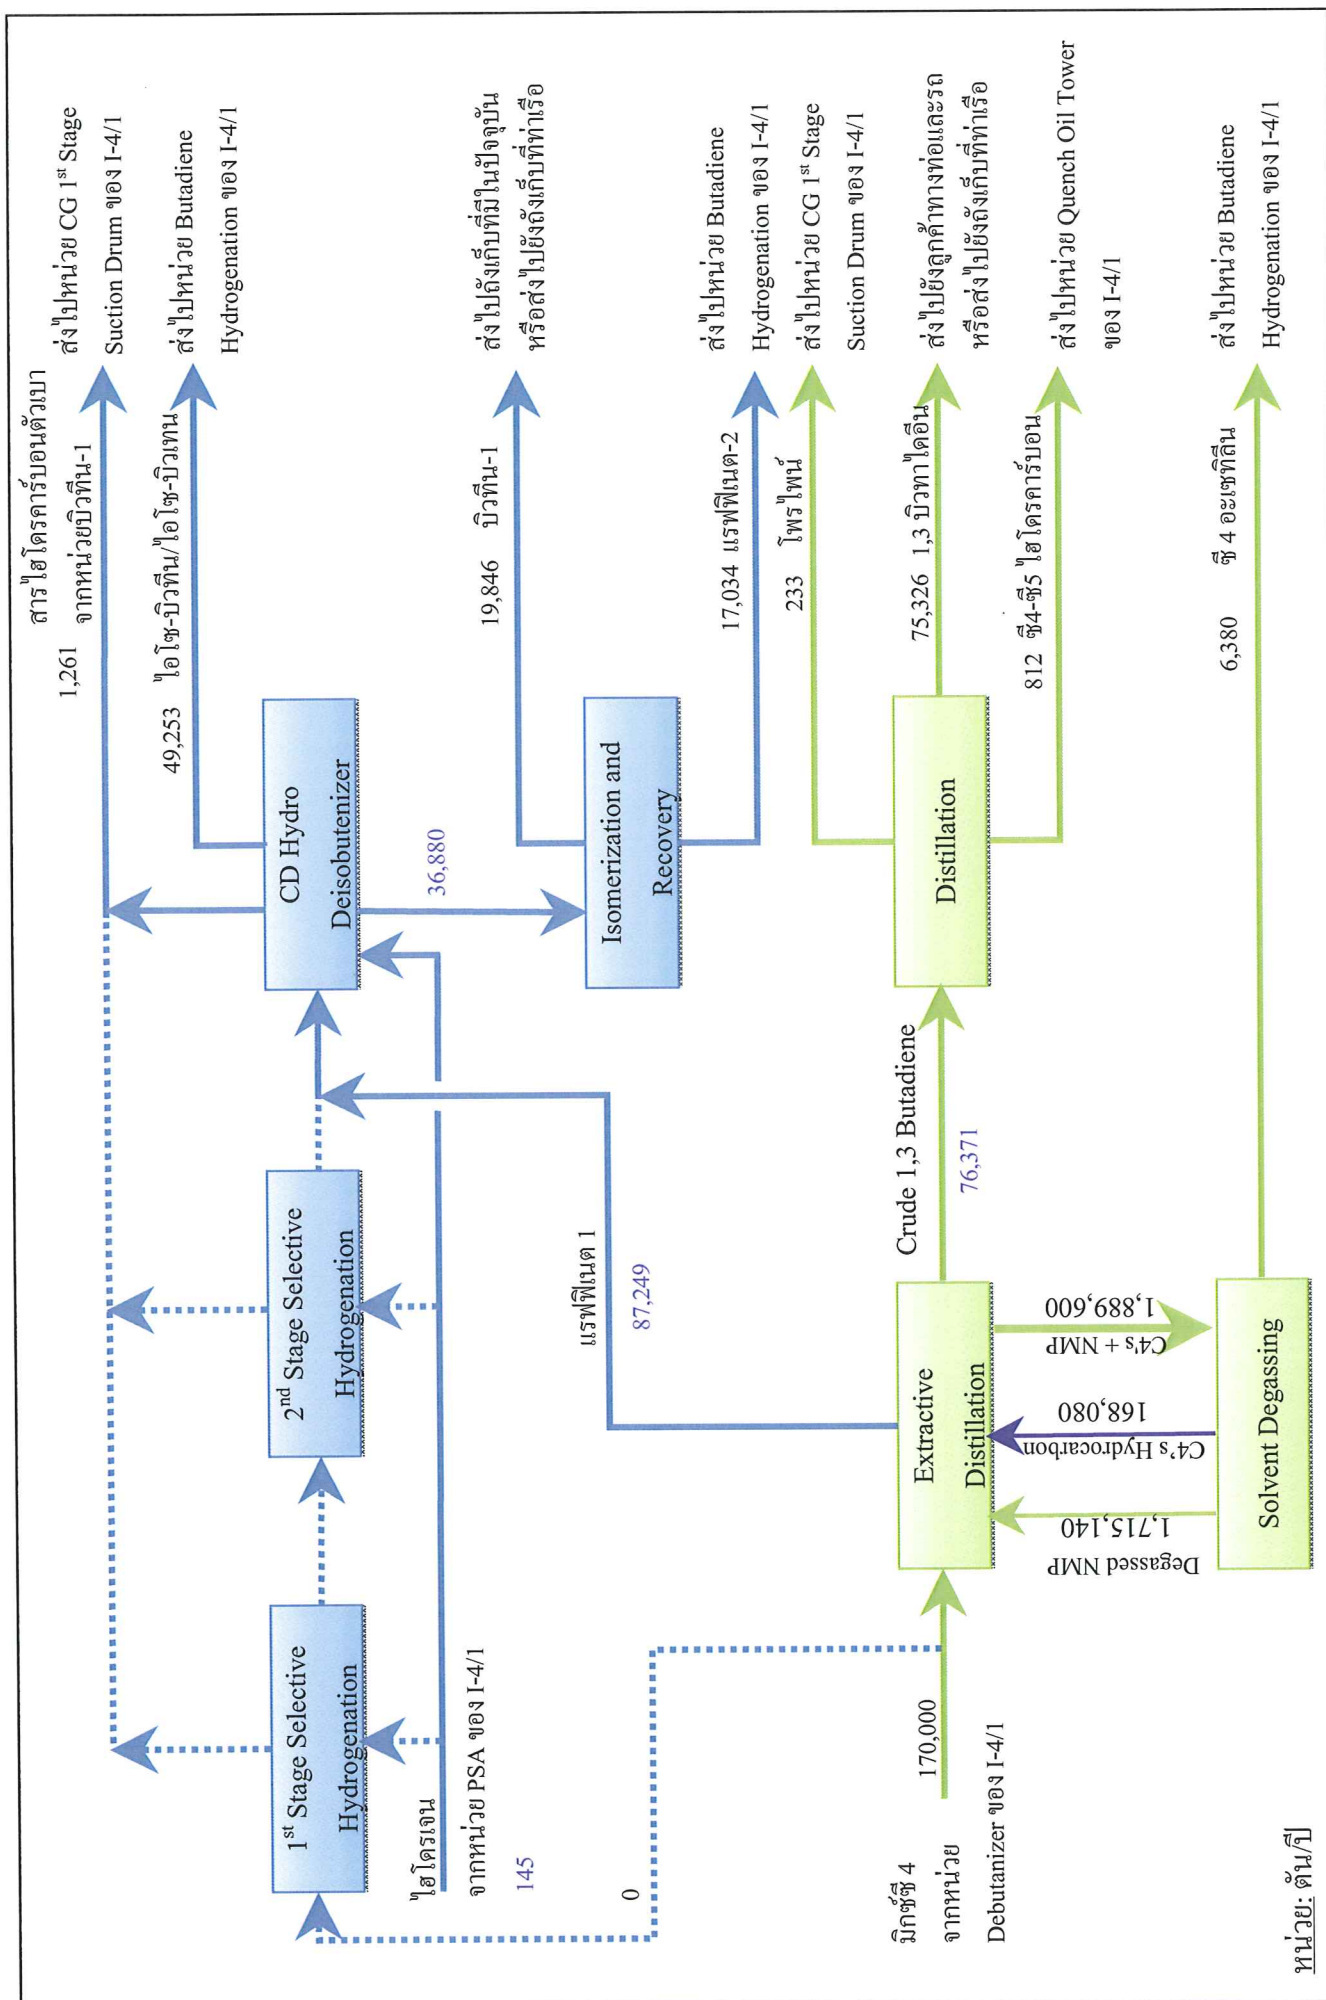 สารไฮโดรคาร์บอนตัวเบา
1,261 จากหน่วยบิวทีน-1
ส่งไปหน่วย CG 1st Stage
Suction Drum ของ I-4/1
49,253 ไอโซ-บิวทีน/ไอโซ-บิวเทน
ส่งไปหน่วย Butadiene
Hydrogenation ของ I-4/1
1st Stage Selective
Hydrogenation
2nd Stage Selective
Hydrogenation
CD Hydro
Deisobutenizer
ไฮโดรเจน
จากหน่วย PSA ของ I-4/1
145
36,880
19,846 บิวทีน-1
ส่งไปถังเก็บที่มีในปัจจุบัน
หรือส่งไปยังถังเก็บที่ท่าเรือ
0
แรฟฟิเนต 1
87,249
Isomerization and
Recovery
17,034 แรฟฟิเนต-2
ส่งไปหน่วย Butadiene
Hydrogenation ของ I-4/1
233 โพรไพน์
ส่งไปหน่วย CG 1st Stage
Suction Drum ของ I-4/1
มิกซ์ซี 4
จากหน่วย
Debutanizer ของ I-4/1
170,000
Extractive
Distillation
Crude 1,3 Butadiene
76,371
Distillation
75,326 1,3 บิวทาไดอีน
ส่งไปยังลูกค้าทางท่อและรถ
หรือส่งไปยังถังเก็บที่ท่าเรือ
812 ซี4-ซี5 ไฮโดรคาร์บอน
ส่งไปหน่วย Quench Oil Tower
ของ I-4/1
Degassed NMP
1,715,140
C4's Hydrocarbon
168,080
C4's + NMP
1,889,600
Solvent Degassing
6,380 ซี 4 อะเซทิลีน
ส่งไปหน่วย Butadiene
Hydrogenation ของ I-4/1
หน่วย: ตัน/ปี